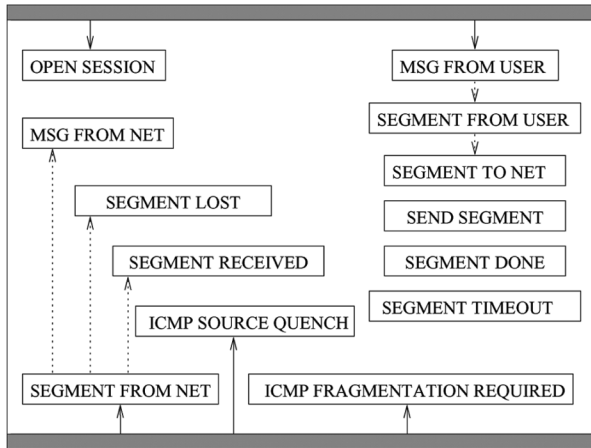 OPEN SESSION
MSG FROM USER
SEGMENT FROM USER
MSG FROM NET
SEGMENT TO NET
SEGMENT LOST
SEND SEGMENT
SEGMENT RECEIVED
SEGMENT DONE
SEGMENT TIMEOUT
ICMP SOURCE QUENCH
SEGMENT FROM NET
ICMP FRAGMENTATION REQUIRED